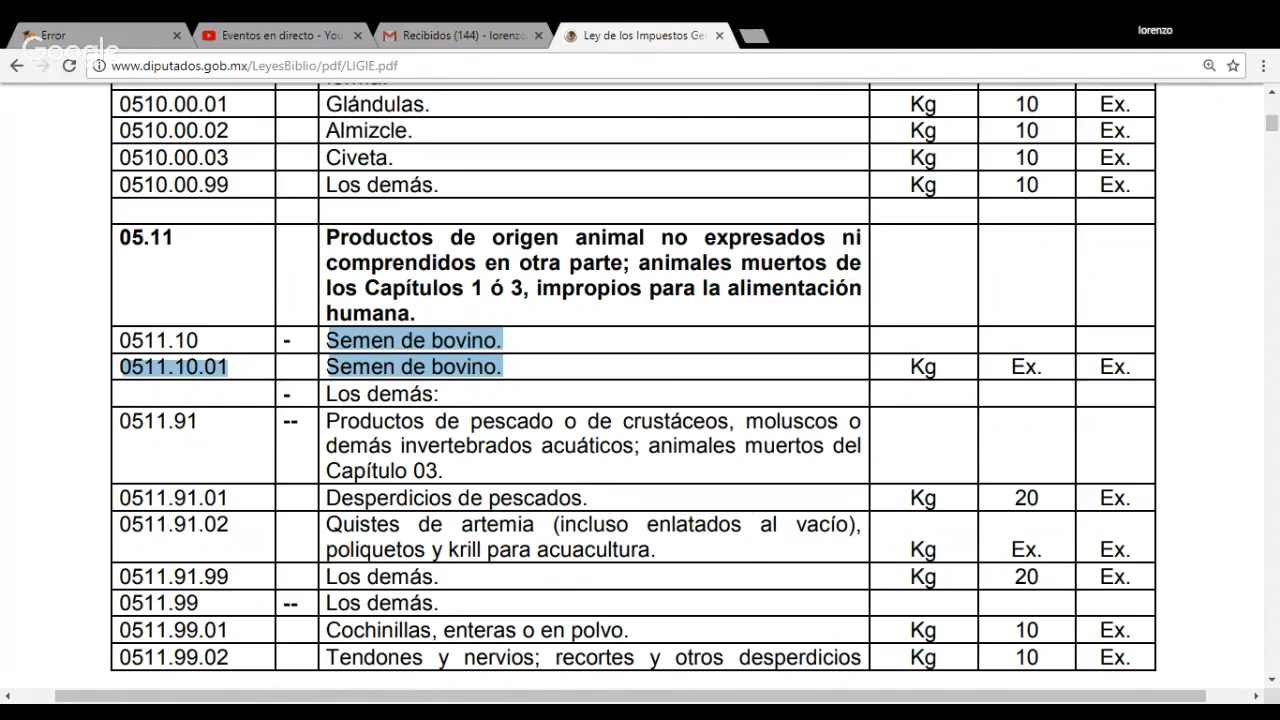 lorenzo
Error
Eventos en directo - You
Recibidos (144) - lorenzo
Ley de los Impuestos Ge
Google
www.diputados.gob.mx/LeyesBiblio/pdf/LIGIE.pdf
0510.00.01 Glándulas. Kg 10 Ex.
0510.00.02 Almizcle. Kg 10 Ex.
0510.00.03 Civeta. Kg 10 Ex.
0510.00.99 Los demás. Kg 10 Ex.
05.11 Productos de origen animal no expresados ni
comprendidos en otra parte; animales muertos de
los Capítulos 1 ó 3, impropios para la alimentación
humana.
0511.10 - Semen de bovino.
0511.10.01 Semen de bovino. Kg Ex. Ex.
- Los demás:
0511.91 -- Productos de pescado o de crustáceos, moluscos o
demás invertebrados acuáticos; animales muertos del
Capítulo 03.
0511.91.01 Desperdicios de pescados. Kg 20 Ex.
0511.91.02 Quistes de artemia (incluso enlatados al vacío),
poliquetos y krill para acuacultura. Kg Ex. Ex.
0511.91.99 Los demás. Kg 20 Ex.
0511.99 -- Los demás.
0511.99.01 Cochinillas, enteras o en polvo. Kg 10 Ex.
0511.99.02 Tendones y nervios; recortes y otros desperdicios Kg 10 Ex.